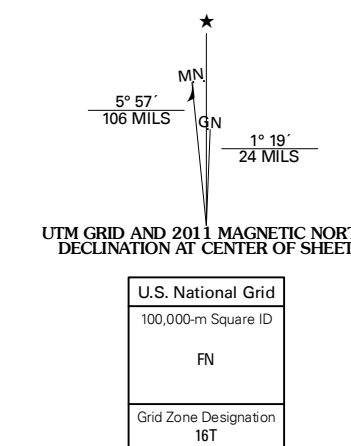 ★
MN
GN
5° 57´
106 MILS
1° 19´
24 MILS
UTM GRID AND 2011 MAGNETIC NORT
DECLINATION AT CENTER OF SHEET
U.S. National Grid
100,000-m Square ID
FN
Grid Zone Designation
16T